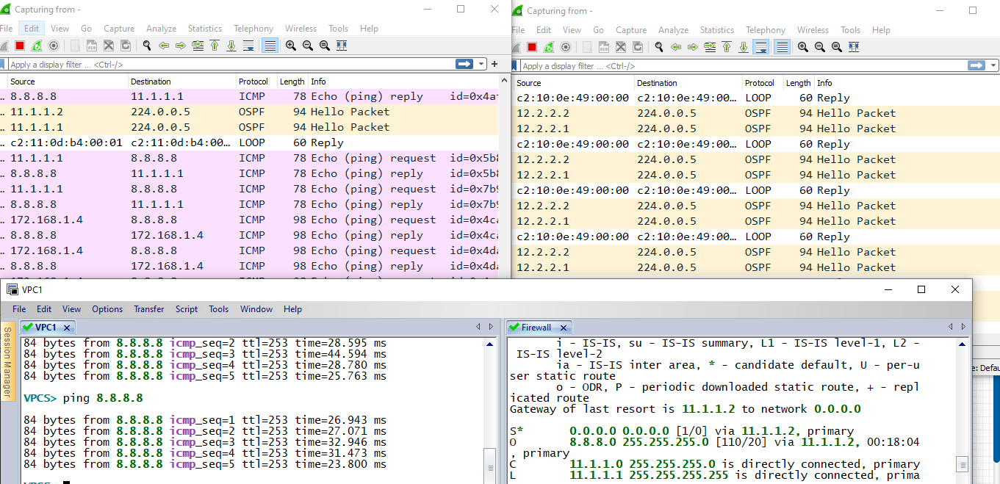 Capturing from -
File Edit View Go Capture Analyze Statistics Telephony Wireless Tools Help
Apply a display filter ... <Ctrl-/>
+
Source Destination Protocol Length Info
8.8.8.8 11.1.1.1 ICMP 78 Echo (ping) reply
11.1.1.2 224.0.0.5 OSPF 94 Hello Packet
11.1.1.1 224.0.0.5 OSPF 94 Hello Packet
c2:11:0d:b4:00:01 c2:11:0d:b4:00... LOOP 60 Reply
11.1.1.1 8.8.8.8 ICMP 78 Echo (ping) request
8.8.8.8 11.1.1.1 ICMP 78 Echo (ping) reply
11.1.1.1 8.8.8.8 ICMP 78 Echo (ping) request
8.8.8.8 11.1.1.1 ICMP 78 Echo (ping) reply
172.168.1.4 8.8.8.8 ICMP 98 Echo (ping) request
8.8.8.8 172.168.1.4 ICMP 98 Echo (ping) reply
172.168.1.4 8.8.8.8 ICMP 98 Echo (ping) request
8.8.8.8 172.168.1.4 ICMP 98 Echo (ping) reply
Capturing from -
File Edit View Go Capture Analyze Statistics Telephony Wireless Tools Help
Apply a display filter ... <Ctrl-/>
Source Destination Protocol Length Info
c2:10:0e:49:00:00 c2:10:0e:49:00... LOOP 60 Reply
12.2.2.2 224.0.0.5 OSPF 94 Hello Packet
12.2.2.1 224.0.0.5 OSPF 94 Hello Packet
c2:10:0e:49:00:00 c2:10:0e:49:00... LOOP 60 Reply
12.2.2.2 224.0.0.5 OSPF 94 Hello Packet
12.2.2.1 224.0.0.5 OSPF 94 Hello Packet
c2:10:0e:49:00:00 c2:10:0e:49:00... LOOP 60 Reply
12.2.2.2 224.0.0.5 OSPF 94 Hello Packet
12.2.2.1 224.0.0.5 OSPF 94 Hello Packet
c2:10:0e:49:00:00 c2:10:0e:49:00... LOOP 60 Reply
12.2.2.2 224.0.0.5 OSPF 94 Hello Packet
12.2.2.1 224.0.0.5 OSPF 94 Hello Packet
VPC1
File Edit View Options Transfer Script Tools Window Help
Session Manager
VPC1
84 bytes from 8.8.8.8 icmp_seq=2 ttl=253 time=28.595 ms
84 bytes from 8.8.8.8 icmp_seq=3 ttl=253 time=44.594 ms
84 bytes from 8.8.8.8 icmp_seq=4 ttl=253 time=28.780 ms
84 bytes from 8.8.8.8 icmp_seq=5 ttl=253 time=25.763 ms
VPCS> ping 8.8.8.8
84 bytes from 8.8.8.8 icmp_seq=1 ttl=253 time=26.943 ms
84 bytes from 8.8.8.8 icmp_seq=2 ttl=253 time=27.071 ms
84 bytes from 8.8.8.8 icmp_seq=3 ttl=253 time=32.946 ms
84 bytes from 8.8.8.8 icmp_seq=4 ttl=253 time=31.473 ms
84 bytes from 8.8.8.8 icmp_seq=5 ttl=253 time=23.800 ms
Firewall
i - IS-IS, su - IS-IS summary, L1 - IS-IS level-1, L2 -
IS-IS level-2
ia - IS-IS inter area, * - candidate default, U - per-u
ser static route
o - ODR, P - periodic downloaded static route, + - repl
icated route
Gateway of last resort is 11.1.1.2 to network 0.0.0.0
S* 0.0.0.0 0.0.0.0 [1/0] via 11.1.1.2, primary
O 8.8.8.0 255.255.255.0 [110/20] via 11.1.1.2, 00:18:04
, primary
C 11.1.1.0 255.255.255.0 is directly connected, primary
L 11.1.1.1 255.255.255.255 is directly connected, prima